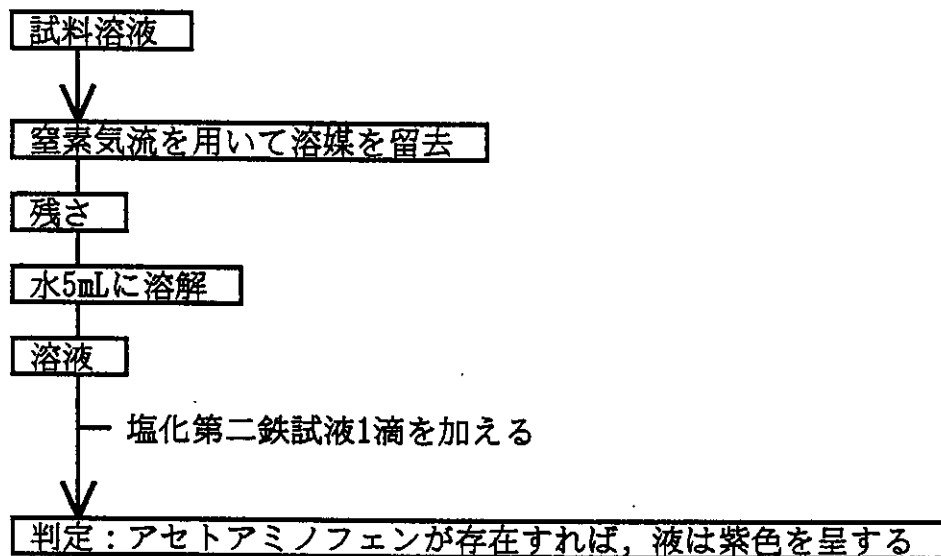 試料溶液
窒素気流を用いて溶媒を留去
残さ
水5mLに溶解
溶液
塩化第二鉄試液1滴を加える
判定：アセトアミノフェンが存在すれば，液は紫色を呈する